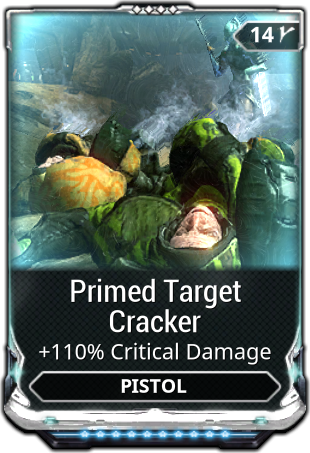 14
Primed Target
Cracker
+110% Critical Damage
PISTOL